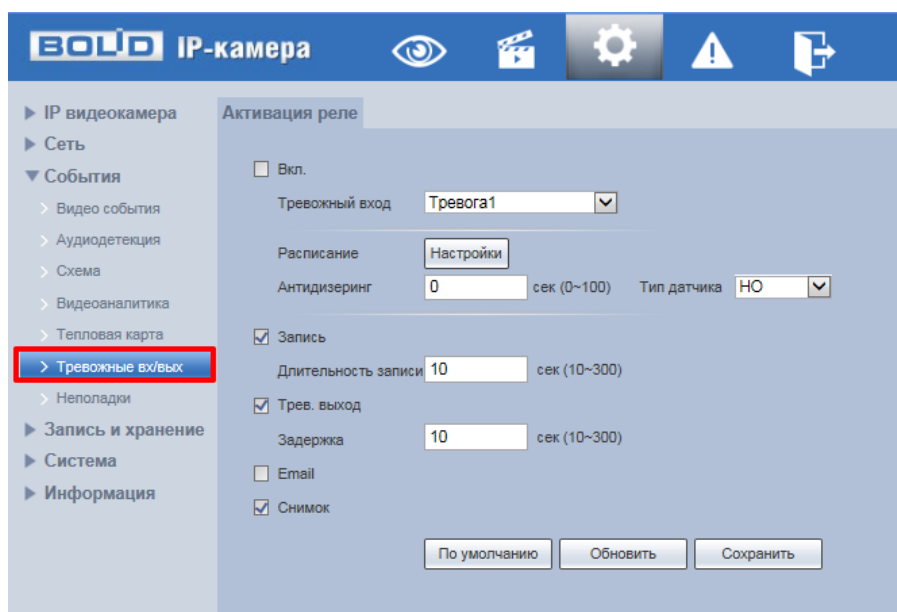 BOLID IP-камера
IP видеокамера
Сеть
События
Видео события
Аудиодетекция
Схема
Видеоаналитика
Тепловая карта
Тревожные вх/вых
Неполадки
Запись и хранение
Система
Информация
Активация реле
Вкл.
Тревожный вход Тревога1
Расписание Настройки
Антидизеринг 0 сек (0~100) Тип датчика НО
Запись
Длительность записи 10 сек (10~300)
Трев. выход
Задержка 10 сек (10~300)
Email
Снимок
По умолчанию Обновить Сохранить